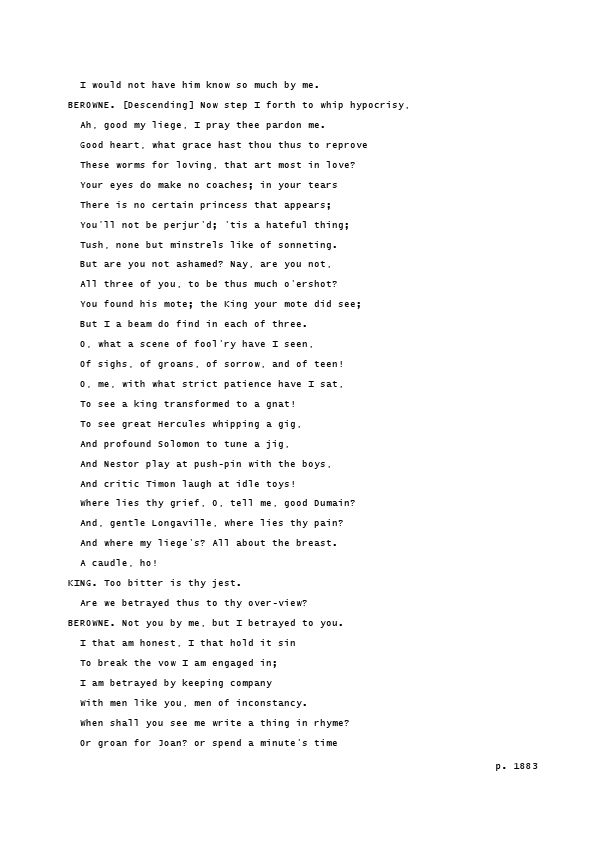 I would not have him know so much by me.
BEROWNE. [Descending] Now step I forth to whip hypocrisy,
Ah, good my liege, I pray thee pardon me.
Good heart, what grace hast thou thus to reprove
These worms for loving, that art most in love?
Your eyes do make no coaches; in your tears
There is no certain princess that appears;
You'll not be perjur'd; 'tis a hateful thing;
Tush, none but minstrels like of sonneting.
But are you not ashamed? Nay, are you not,
All three of you, to be thus much o'ershot?
You found his mote; the King your mote did see;
But I a beam do find in each of three.
O, what a scene of fool'ry have I seen,
Of sighs, of groans, of sorrow, and of teen!
O, me, with what strict patience have I sat,
To see a king transformed to a gnat!
To see great Hercules whipping a gig,
And profound Solomon to tune a jig,
And Nestor play at push-pin with the boys,
And critic Timon laugh at idle toys!
Where lies thy grief, O, tell me, good Dumain?
And, gentle Longaville, where lies thy pain?
And where my liege's? All about the breast.
A caudle, ho!
KING. Too bitter is thy jest.
Are we betrayed thus to thy over-view?
BEROWNE. Not you by me, but I betrayed to you.
I that am honest, I that hold it sin
To break the vow I am engaged in;
I am betrayed by keeping company
With men like you, men of inconstancy.
When shall you see me write a thing in rhyme?
Or groan for Joan? or spend a minute's time
p. 1883